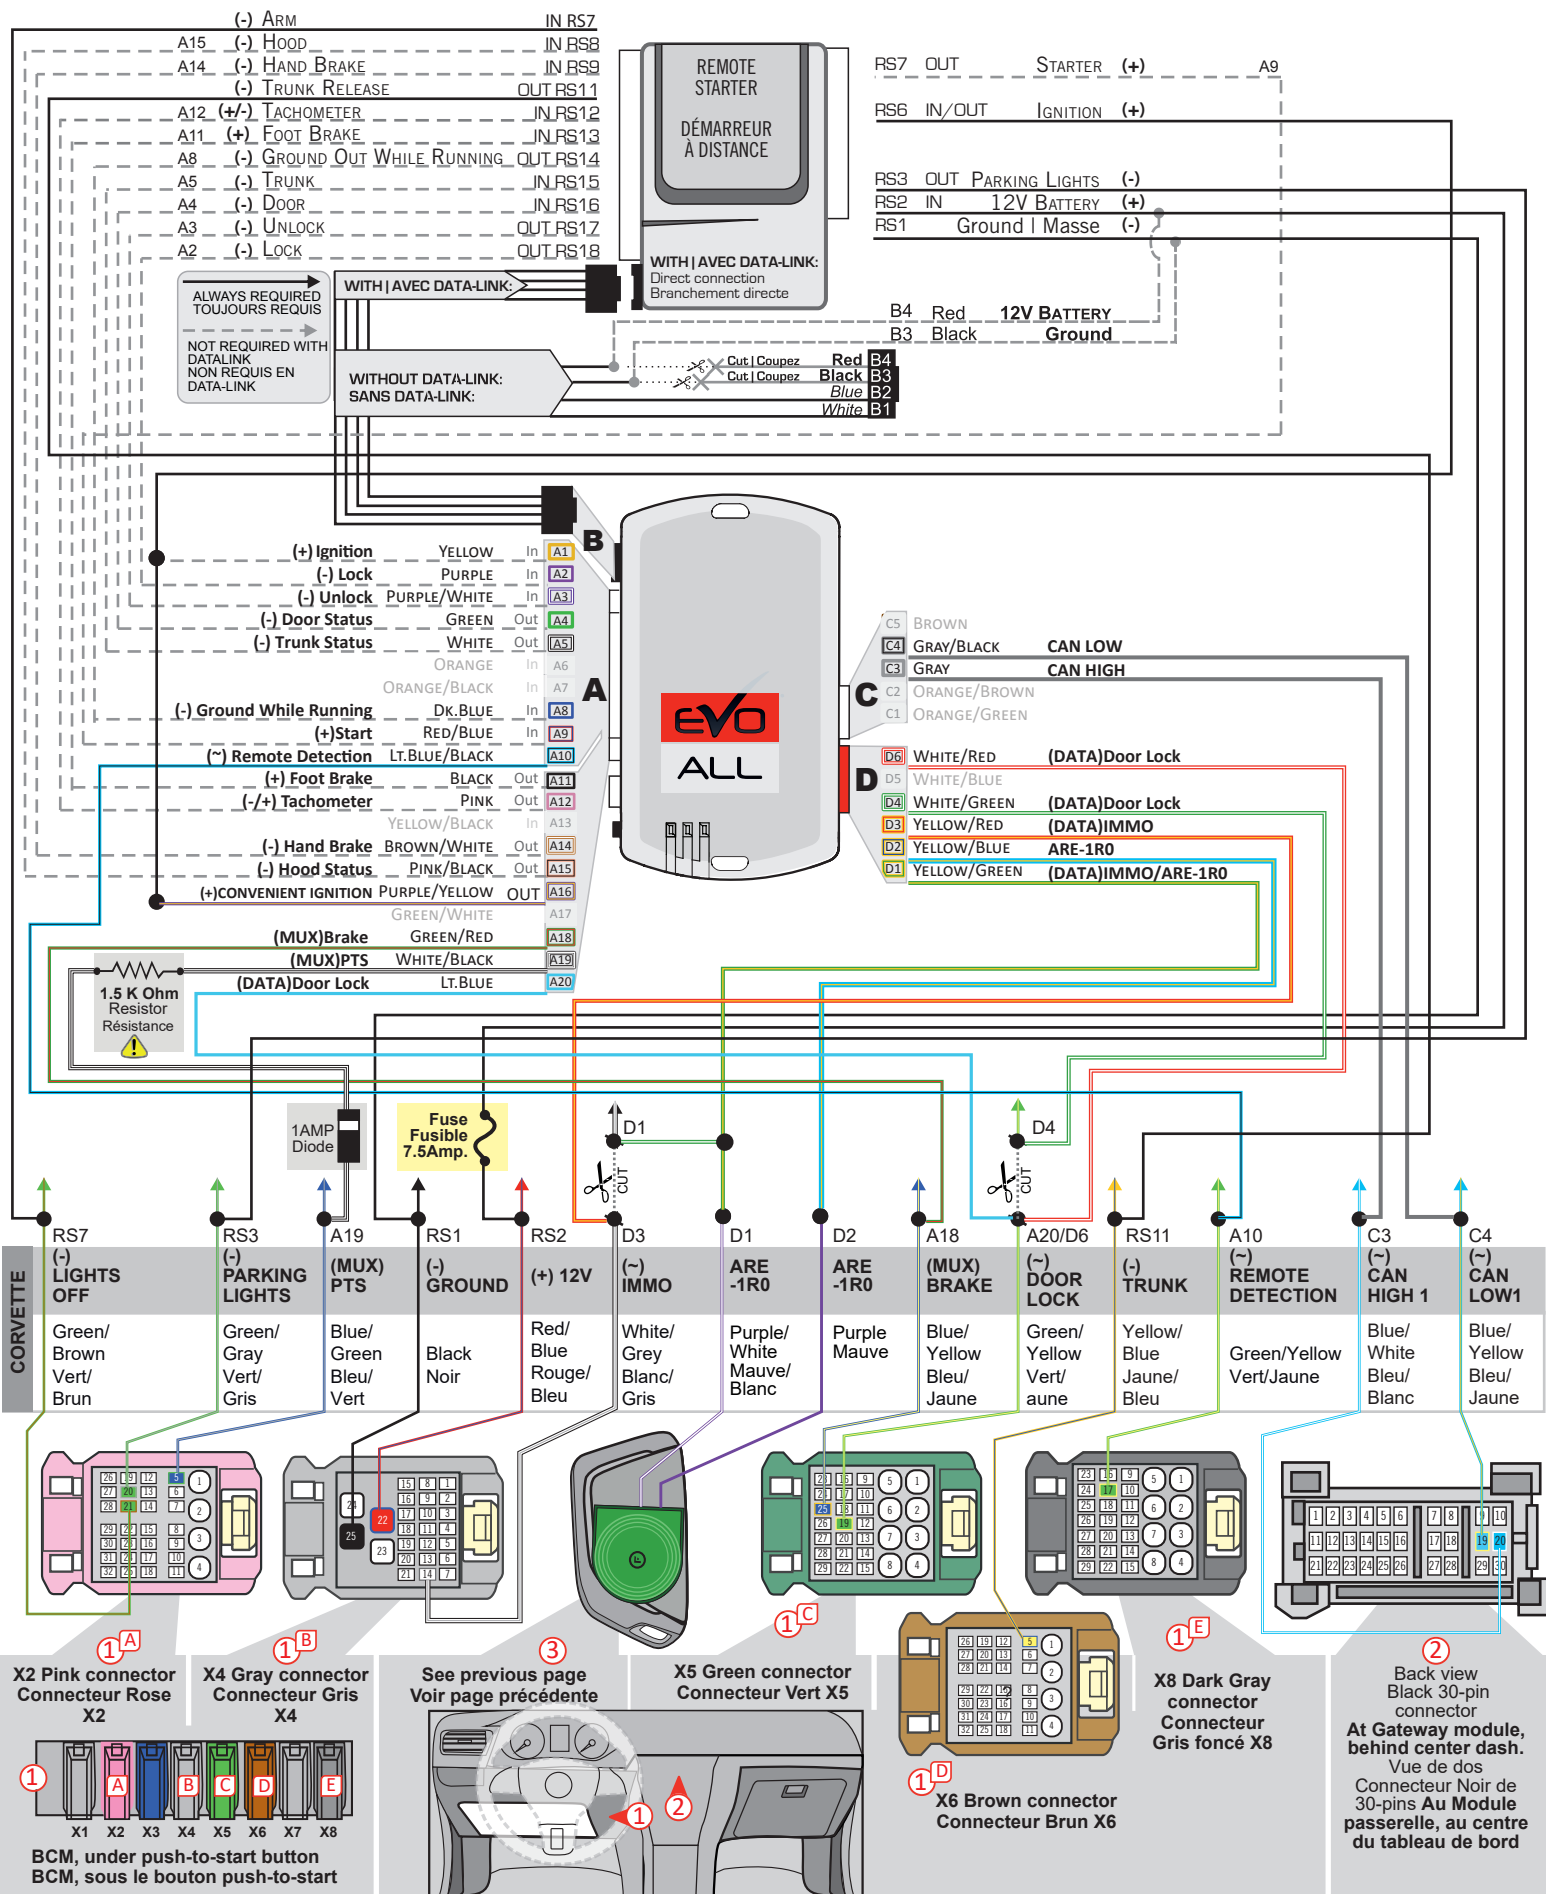 (-) ARM IN RS7
A15 (-) HOOD IN RS8
A14 (-) HAND BRAKE IN RS9
(-) TRUNK RELEASE OUT RS11
A12 (+/-) TACHOMETER IN RS12
A11 (+) FOOT BRAKE IN RS13
A8 (-) GROUND OUT WHILE RUNNING OUT RS14
A5 (-) TRUNK IN RS15
A4 (-) DOOR IN RS16
A3 (-) UNLOCK OUT RS17
A2 (-) LOCK OUT RS18
REMOTE
STARTER
DÉMARREUR
À DISTANCE
WITH | AVEC DATA-LINK:
Direct connection
Branchement directe
RS7 OUT STARTER (+) A9
RS6 IN/OUT IGNITION (+)
RS3 OUT PARKING LIGHTS (-)
RS2 IN 12V BATTERY (+)
RS1 Ground | Masse (-)
ALWAYS REQUIRED
TOUJOURS REQUIS
NOT REQUIRED WITH
DATALINK
NON REQUIS EN
DATA-LINK
WITH | AVEC DATA-LINK:
WITHOUT DATA-LINK:
SANS DATA-LINK:
B4 Red 12V BATTERY
B3 Black Ground
Cut | Coupez Red B4
Cut | Coupez Black B3
Blue B2
White B1
B
(+) Ignition YELLOW In A1
(-) Lock PURPLE In A2
(-) Unlock PURPLE/WHITE In A3
(-) Door Status GREEN Out A4
(-) Trunk Status WHITE Out A5
ORANGE In A6
ORANGE/BLACK In A7
(-) Ground While Running DK.BLUE In A8
(+)Start RED/BLUE In A9
(~) Remote Detection LT.BLUE/BLACK A10
(+) Foot Brake BLACK Out A11
(-/+) Tachometer PINK Out A12
YELLOW/BLACK In A13
(-) Hand Brake BROWN/WHITE Out A14
(-) Hood Status PINK/BLACK Out A15
(+)CONVENIENT IGNITION PURPLE/YELLOW OUT A16
GREEN/WHITE A17
(MUX)Brake GREEN/RED A18
(MUX)PTS WHITE/BLACK A19
(DATA)Door Lock LT.BLUE A20
A
EVO
ALL
C
C5 BROWN
C4 GRAY/BLACK CAN LOW
C3 GRAY CAN HIGH
C2 ORANGE/BROWN
C1 ORANGE/GREEN
D
D6 WHITE/RED (DATA)Door Lock
D5 WHITE/BLUE
D4 WHITE/GREEN (DATA)Door Lock
D3 YELLOW/RED (DATA)IMMO
D2 YELLOW/BLUE ARE-1R0
D1 YELLOW/GREEN (DATA)IMMO/ARE-1R0
1.5 K Ohm
Resistor
Résistance
!
1AMP
Diode
Fuse
Fusible
7.5Amp.
D1
CUT
D4
CUT
CORVETTE
RS7
(-)
LIGHTS
OFF
Green/
Brown
Vert/
Brun
RS3
(-)
PARKING
LIGHTS
Green/
Gray
Vert/
Gris
A19
(MUX)
PTS
Blue/
Green
Bleu/
Vert
RS1
(-)
GROUND
Black
Noir
RS2
(+) 12V
Red/
Blue
Rouge/
Bleu
D3
(~)
IMMO
White/
Grey
Blanc/
Gris
D1
ARE
-1R0
Purple/
White
Mauve/
Blanc
D2
ARE
-1R0
Purple
Mauve
A18
(MUX)
BRAKE
Blue/
Yellow
Bleu/
Jaune
A20/D6
(~)
DOOR
LOCK
Green/
Yellow
Vert/
aune
RS11
(-)
TRUNK
Yellow/
Blue
Jaune/
Bleu
A10
(~)
REMOTE
DETECTION
Green/Yellow
Vert/Jaune
C3
(~)
CAN
HIGH 1
Blue/
White
Bleu/
Blanc
C4
(~)
CAN
LOW1
Blue/
Yellow
Bleu/
Jaune
1 A
X2 Pink connector
Connecteur Rose
X2
1 B
X4 Gray connector
Connecteur Gris
X4
3
See previous page
Voir page précédente
1 C
X5 Green connector
Connecteur Vert X5
1 D
X6 Brown connector
Connecteur Brun X6
1 E
X8 Dark Gray
connector
Connecteur
Gris foncé X8
2
Back view
Black 30-pin
connector
At Gateway module,
behind center dash.
Vue de dos
Connecteur Noir de
30-pins Au Module
passerelle, au centre
du tableau de bord
1
A B C D E
X1 X2 X3 X4 X5 X6 X7 X8
BCM, under push-to-start button
BCM, sous le bouton push-to-start
1
2